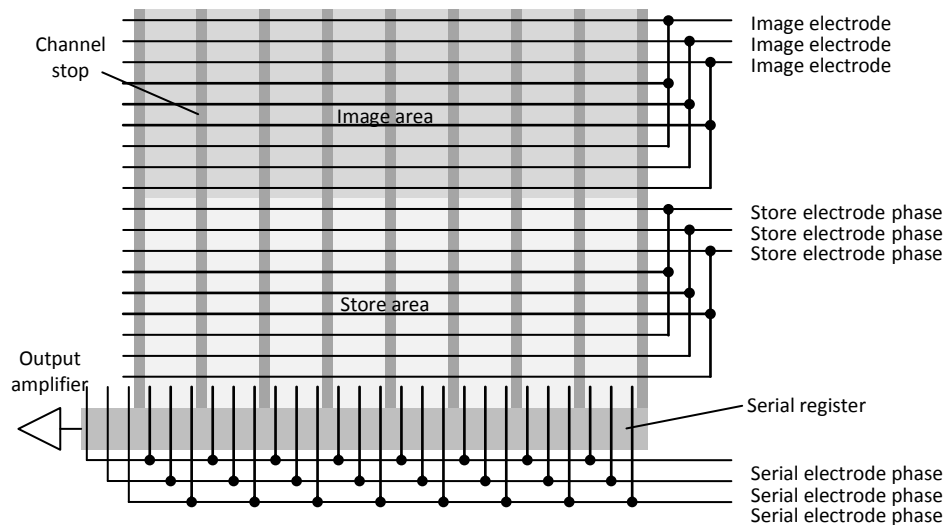 Image electrode
Image electrode
Image electrode
Channel
stop
Image area
Store electrode phase
Store electrode phase
Store electrode phase
Store area
Output
amplifier
Serial register
Serial electrode phase
Serial electrode phase
Serial electrode phase